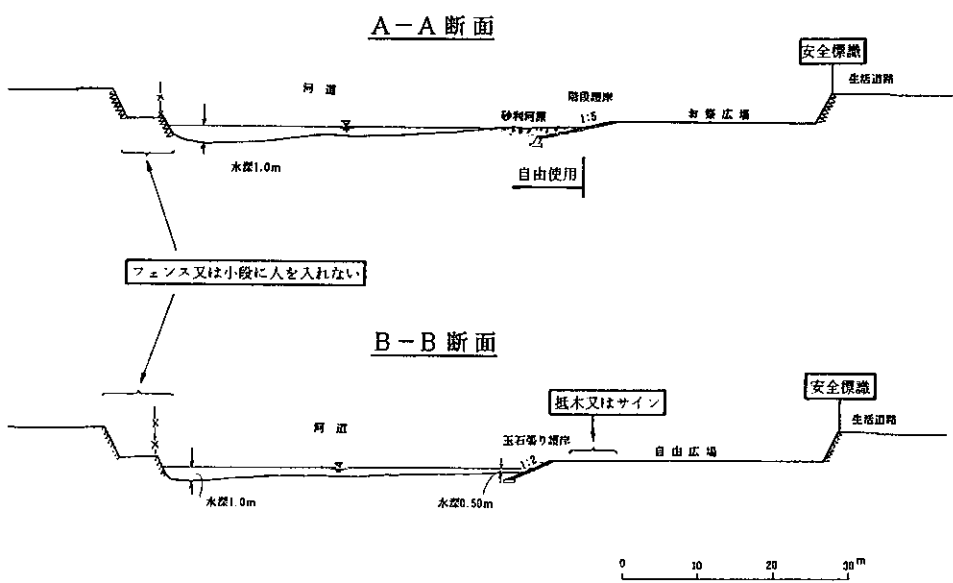 A－A断面
安全標識
生活道路
河道
砂利河原
階段護岸
1:5
お祭広場
水深1.0m
自由使用
フェンス又は小段に人を入れない
B－B断面
安全標識
抵木又はサイン
生活道路
河道
玉石張り護岸
1:2
自由広場
水深1.0m
水深0.50m
0 10 20 30m